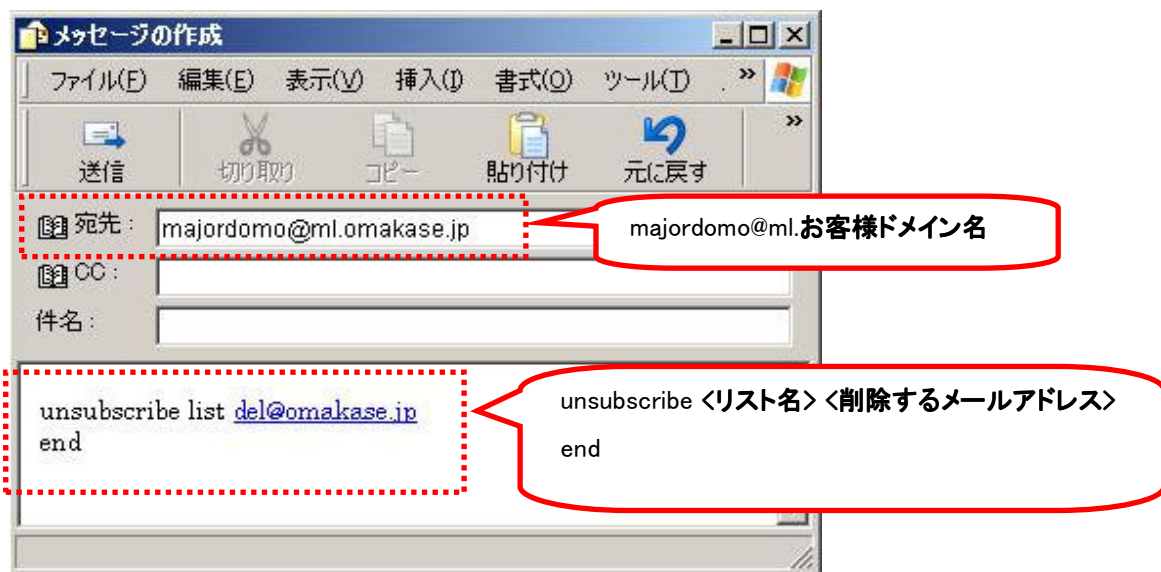 メッセージの作成
ファイル(F) 編集(E) 表示(V) 挿入(I) 書式(O) ツール(T) . »
送信 切り取り コピー 貼り付け 元に戻す »
宛先: majordomo@ml.omakase.jp
majordomo@ml.お客様ドメイン名
CC:
件名:
unsubscribe list del@omakase.jp
end
unsubscribe <リスト名> <削除するメールアドレス>
end